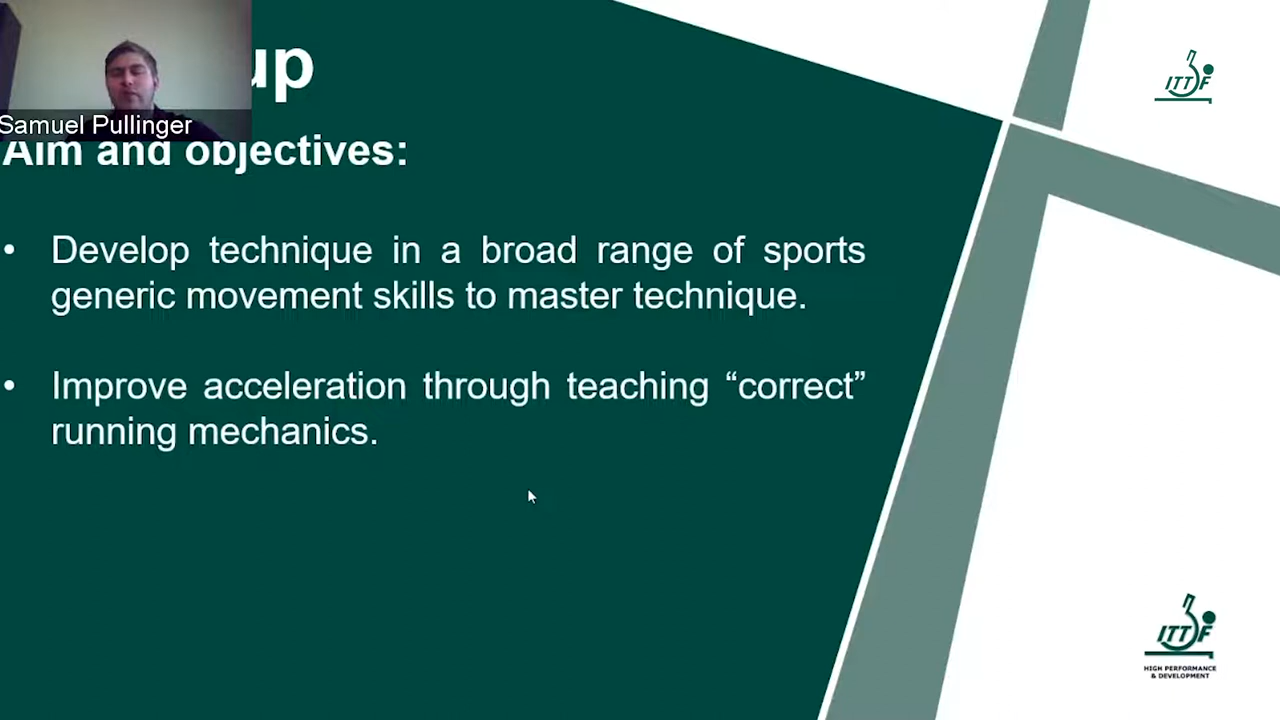 up
Samuel Pullinger
Aim and objectives:
• Develop technique in a broad range of sports
generic movement skills to master technique.
• Improve acceleration through teaching “correct”
running mechanics.
ITTF
ITTF
HIGH PERFORMANCE
& DEVELOPMENT